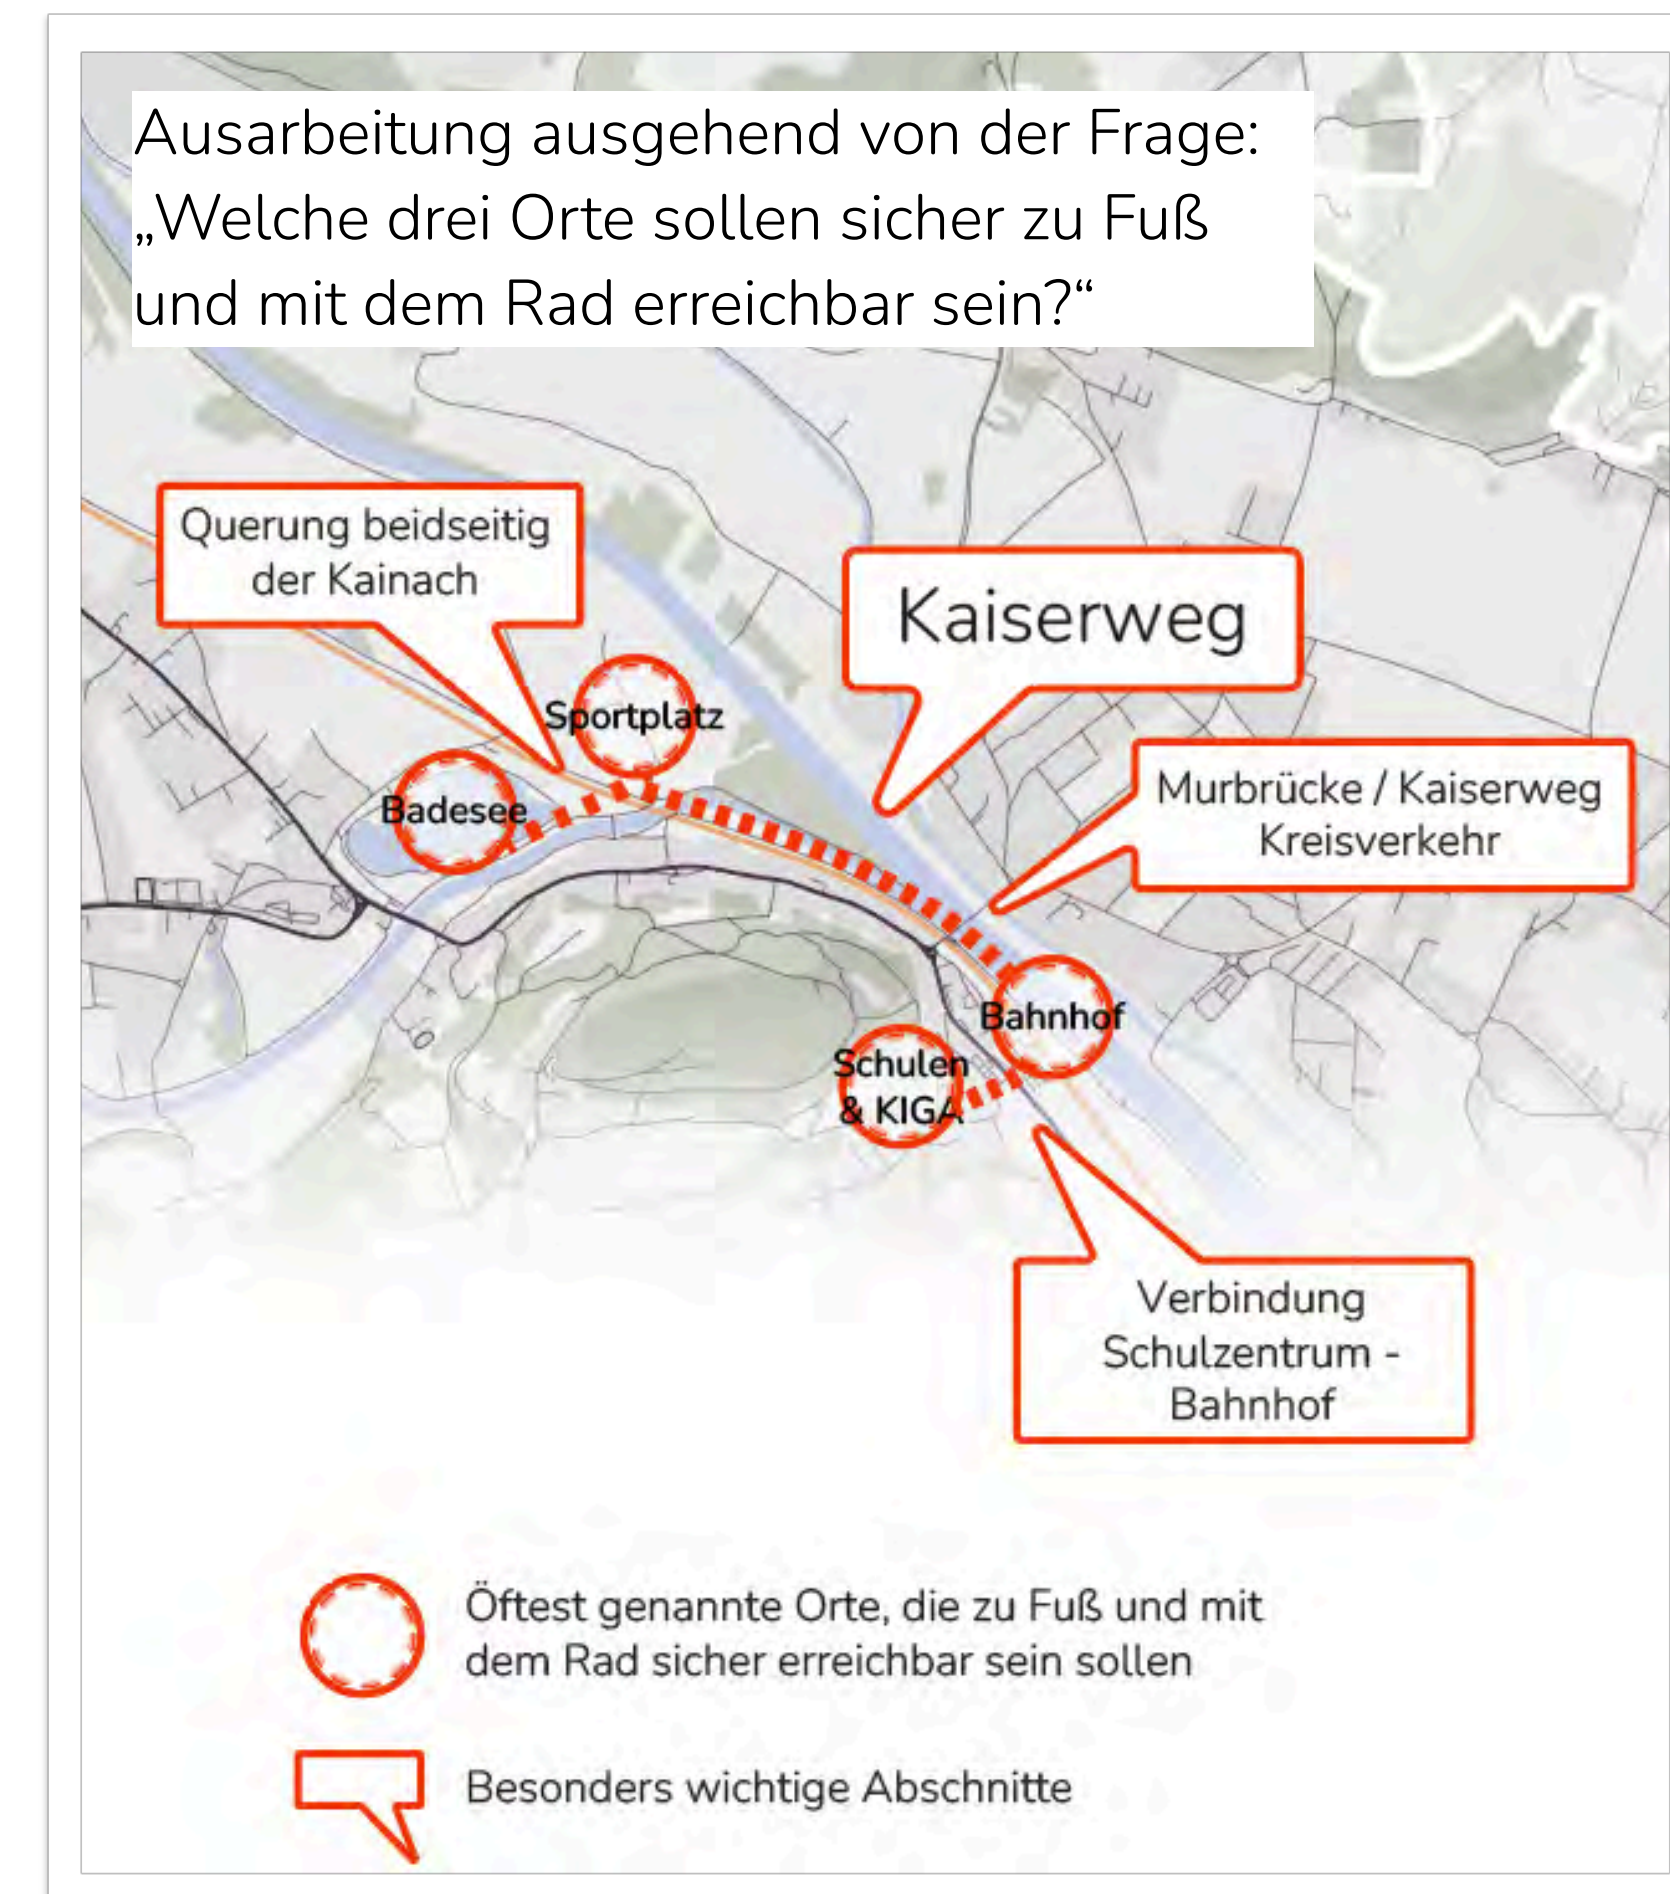 Ausarbeitung ausgehend von der Frage:
„Welche drei Orte sollen sicher zu Fuß
und mit dem Rad erreichbar sein?“
Querung beidseitig
der Kainach
Kaiserweg
Sportplatz
Badesee
Murbrücke / Kaiserweg
Kreisverkehr
Bahnhof
Schulen
& KIGA
Verbindung
Schulzentrum -
Bahnhof
Öftest genannte Orte, die zu Fuß und mit
dem Rad sicher erreichbar sein sollen
Besonders wichtige Abschnitte